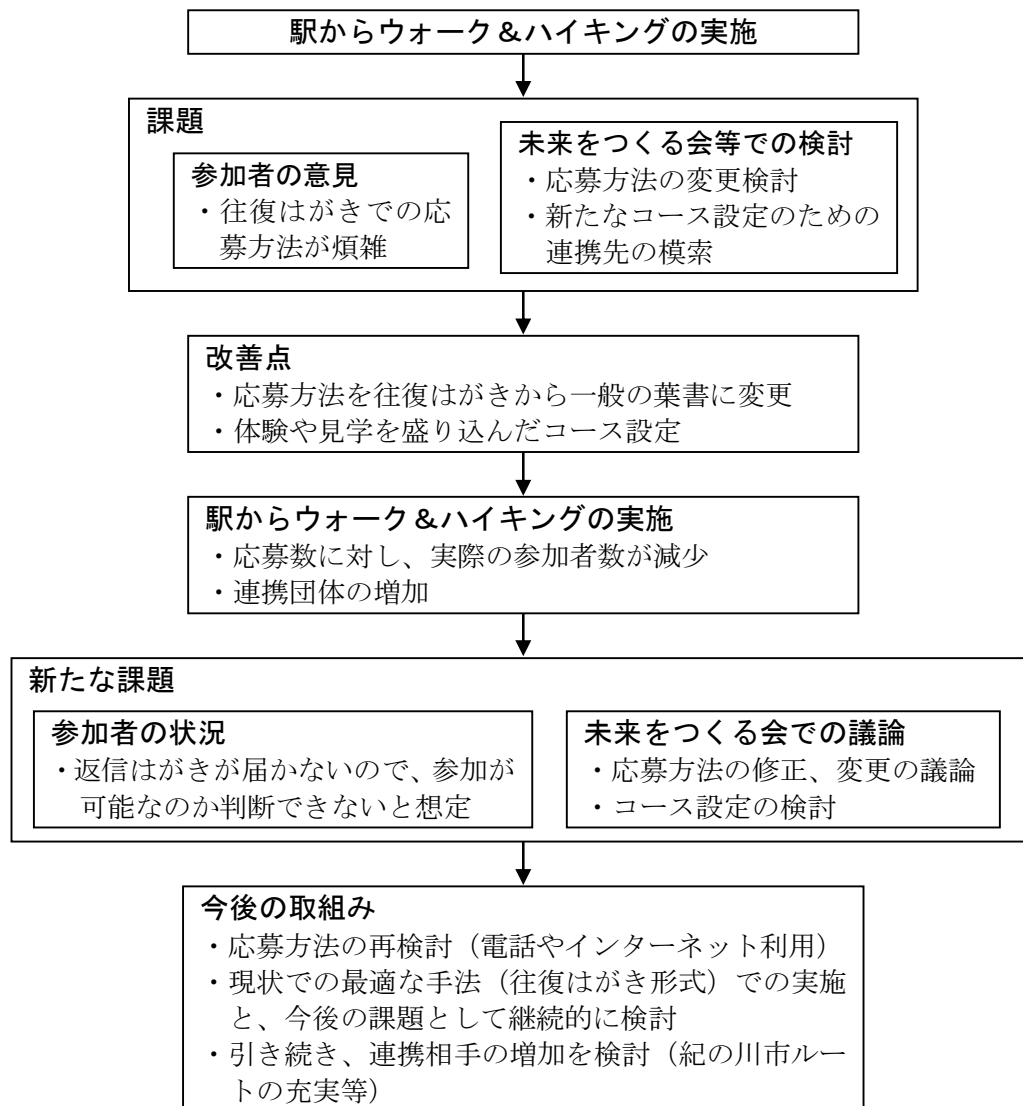 駅からウォーク＆ハイキングの実施
課題
参加者の意見
・往復はがきでの応
募方法が煩雑
未来をつくる会等での検討
・応募方法の変更検討
・新たなコース設定のための
連携先の模索
改善点
・応募方法を往復はがきから一般の葉書に変更
・体験や見学を盛り込んだコース設定
駅からウォーク＆ハイキングの実施
・応募数に対し、実際の参加者数が減少
・連携団体の増加
新たな課題
参加者の状況
・返信はがきが届かないので、参加が
可能なのか判断できないと想定
未来をつくる会での議論
・応募方法の修正、変更の議論
・コース設定の検討
今後の取組み
・応募方法の再検討（電話やインターネット利用）
・現状での最適な手法（往復はがき形式）での実施
と、今後の課題として継続的に検討
・引き続き、連携相手の増加を検討（紀の川市ルー
トの充実等）